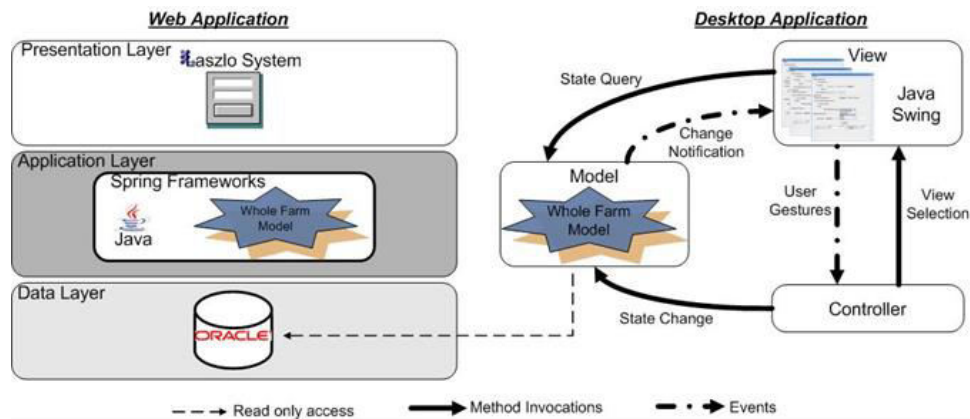 Web Application
Presentation Layer
Laszlo System
Application Layer
Spring Frameworks
Java
Whole Farm
Model
Data Layer
ORACLE
Desktop Application
View
Java
Swing
State Query
Change
Notification
Model
Whole Farm
Model
User
Gestures
View
Selection
State Change
Controller
Read only access
Method Invocations
Events